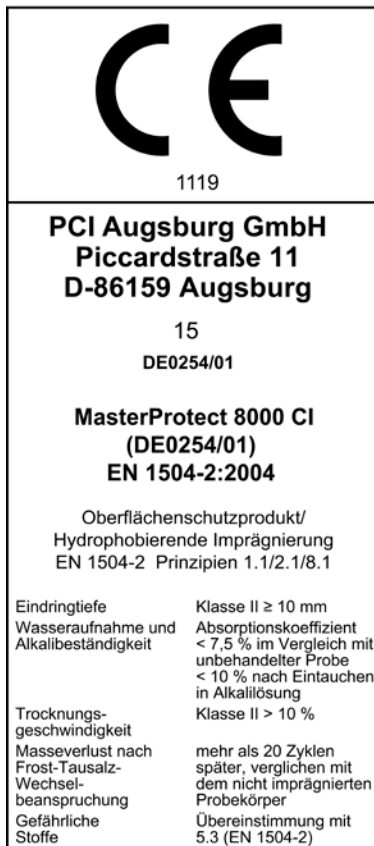 CE
1119
PCI Augsburg GmbH
Piccardstraße 11
D-86159 Augsburg
15
DE0254/01
MasterProtect 8000 CI
(DE0254/01)
EN 1504-2:2004
Oberflächenschutzprodukt/
Hydrophobierende Imprägnierung
EN 1504-2 Prinzipien 1.1/2.1/8.1
Eindringtiefe Klasse II ≥ 10 mm
Wasseraufnahme und Absorptionskoeffizient
Alkalibeständigkeit < 7,5 % im Vergleich mit
unbehandelter Probe
< 10 % nach Eintauchen
in Alkalilösung
Trocknungs- Klasse II > 10 %
geschwindigkeit
Masseverlust nach mehr als 20 Zyklen
Frost-Tausalz- später, verglichen mit
Wechsel- dem nicht imprägnierten
beanspruchung Probekörper
Gefährliche Übereinstimmung mit
Stoffe 5.3 (EN 1504-2)